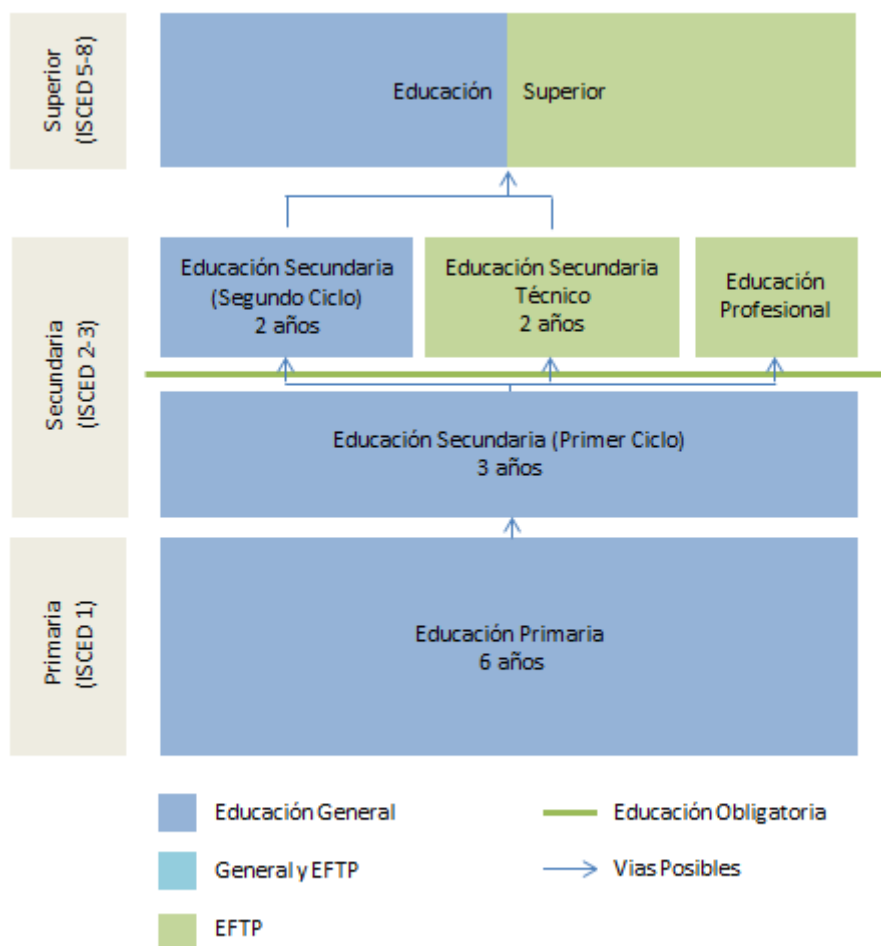 Superior
(ISCED 5-8)
Educación Superior
Secundaria
(ISCED 2-3)
Educación Secundaria
(Segundo Ciclo)
2 años
Educación Secundaria
Técnico
2 años
Educación
Profesional
Educación Secundaria (Primer Ciclo)
3 años
Primaria
(ISCED 1)
Educación Primaria
6 años
Educación General
Educación Obligatoria
General y EFTP
Vias Posibles
EFTP